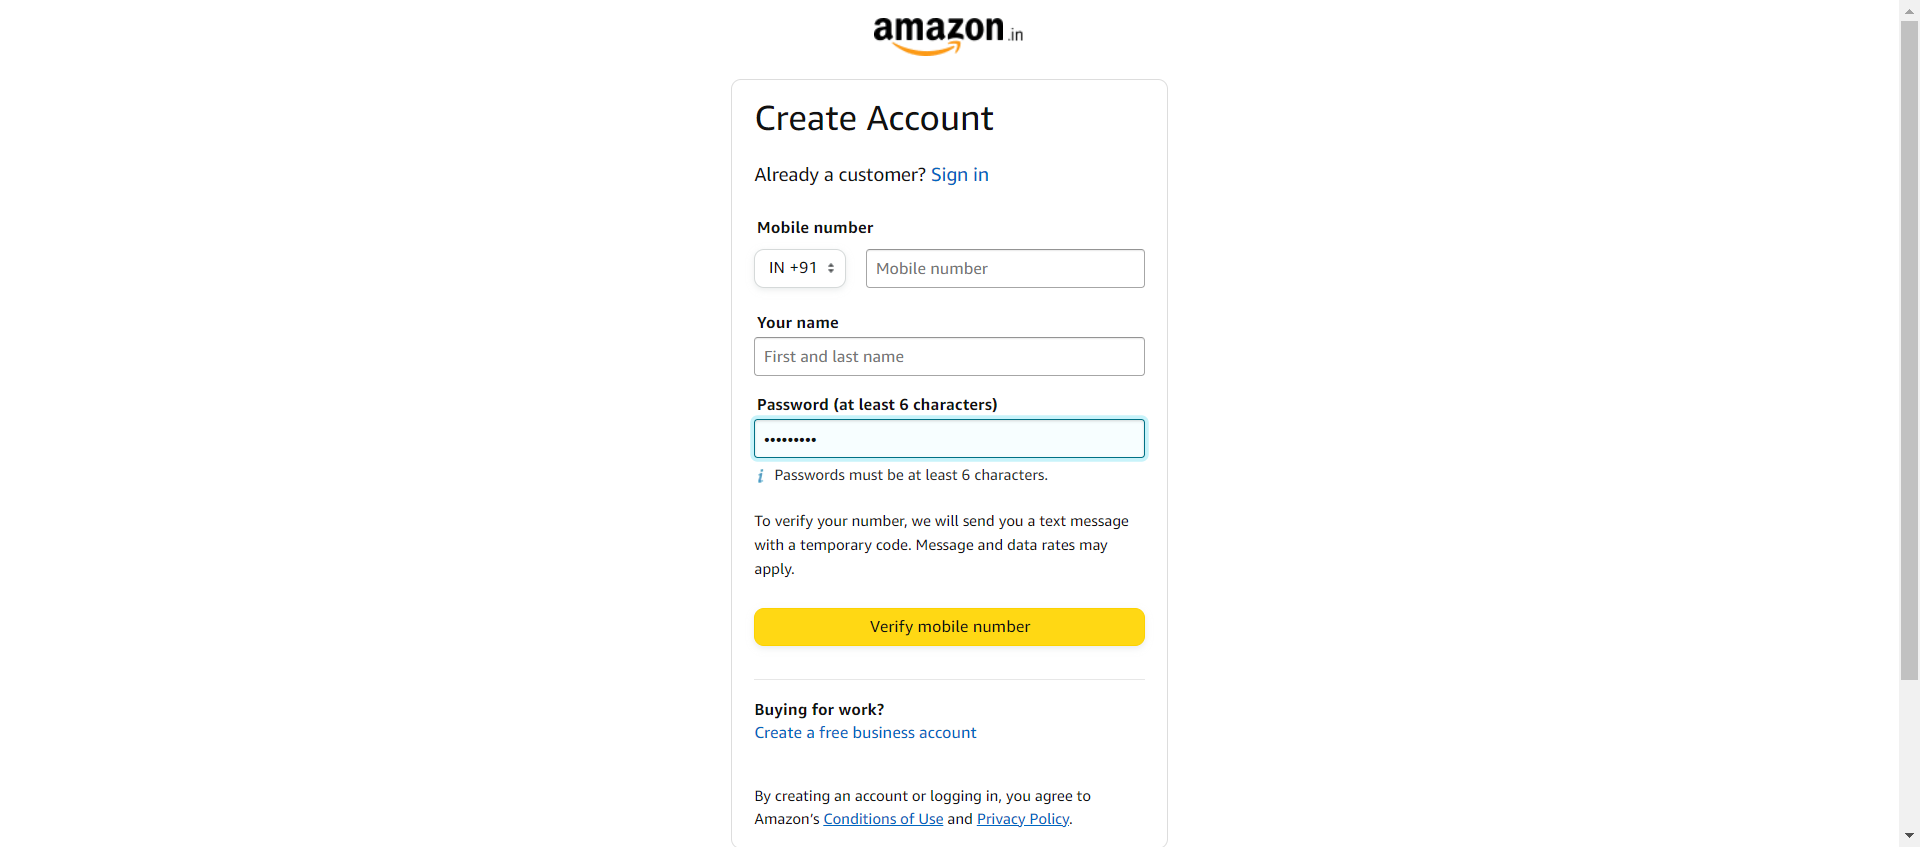 amazon.in
Create Account
Already a customer? Sign in
Mobile number
IN +91 Mobile number
Your name
First and last name
Password (at least 6 characters)
•••••••••
i Passwords must be at least 6 characters.
To verify your number, we will send you a text message
with a temporary code. Message and data rates may
apply.
Verify mobile number
Buying for work?
Create a free business account
By creating an account or logging in, you agree to
Amazon’s Conditions of Use and Privacy Policy.